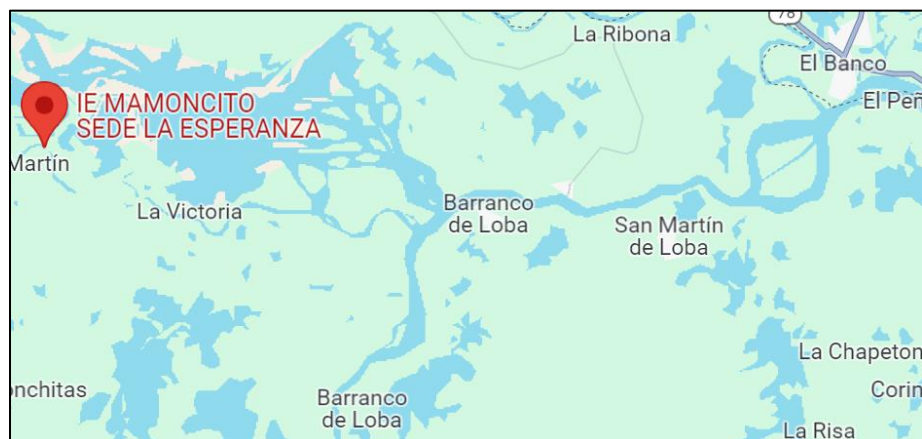 78
La Ribona
El Banco
El Peñ
IE MAMONCITO
SEDE LA ESPERANZA
Martín
La Victoria
Barranco
de Loba
San Martín
de Loba
La Chapeton
onchitas
Corin
Barranco
de Loba
La Risa